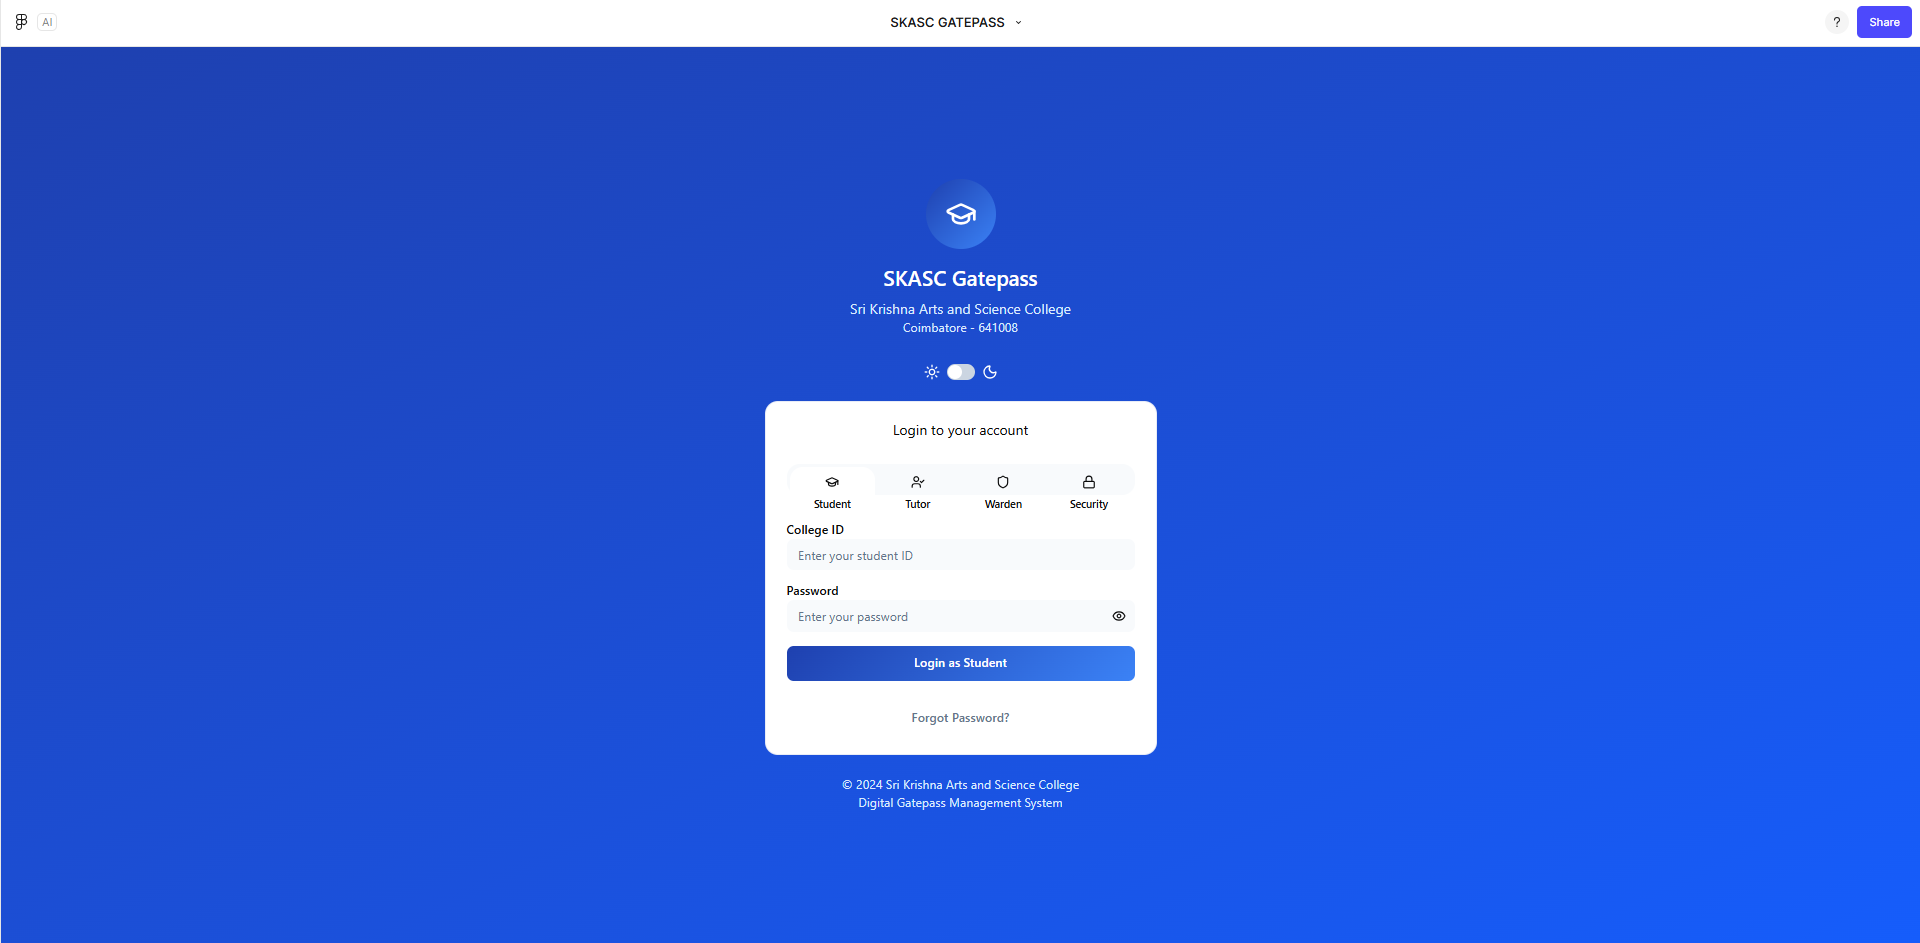 AI
SKASC GATEPASS
?
Share
SKASC Gatepass
Sri Krishna Arts and Science College
Coimbatore - 641008
Login to your account
Student Tutor Warden Security
College ID
Enter your student ID
Password
Enter your password
Login as Student
Forgot Password?
© 2024 Sri Krishna Arts and Science College
Digital Gatepass Management System